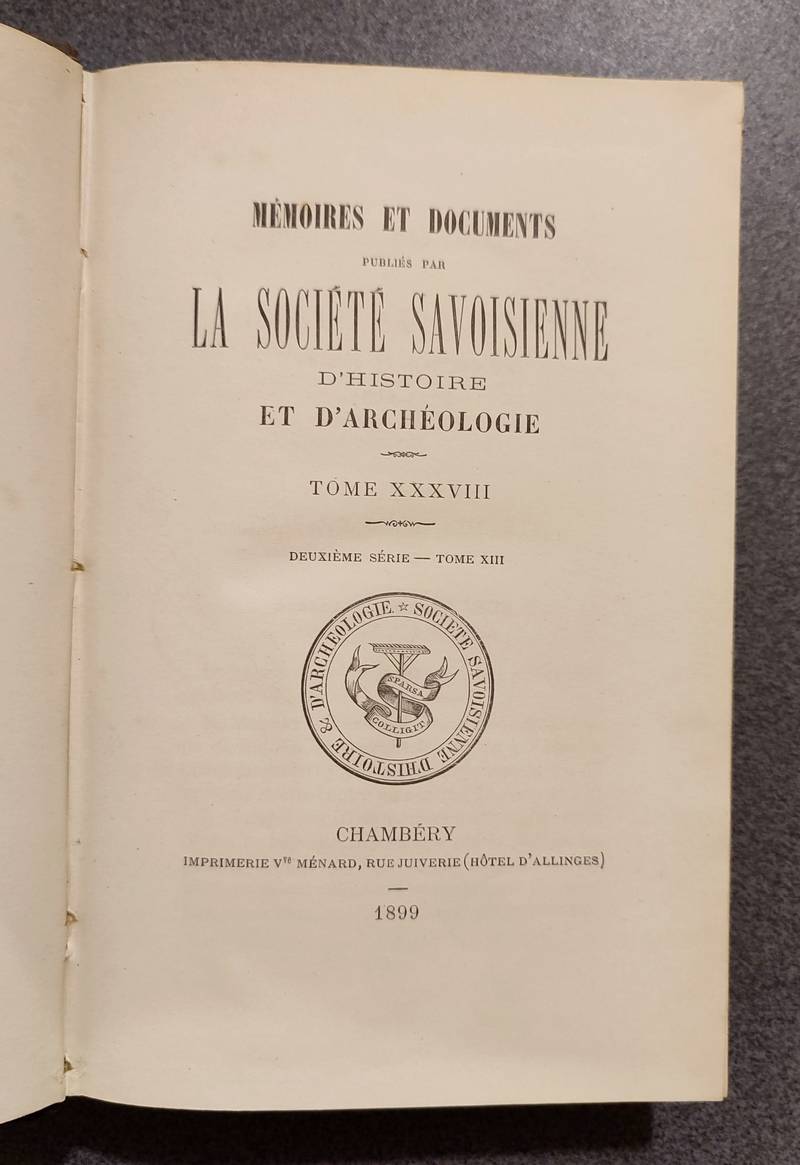 MÉMOIRES ET DOCUMENTS
PUBLIÉS PAR
LA SOCIÉTÉ SAVOISIENNE
D'HISTOIRE
ET D'ARCHÉOLOGIE
TOME XXXVIII
DEUXIÈME SÉRIE — TOME XIII
SOCIÉTÉ SAVOISIENNE D'HISTOIRE & D'ARCHÉOLOGIE. ☆
SPARSA
COLLIGIT
CHAMBÉRY
IMPRIMERIE Vve MÉNARD, RUE JUIVERIE (HÔTEL D'ALLINGES)
1899